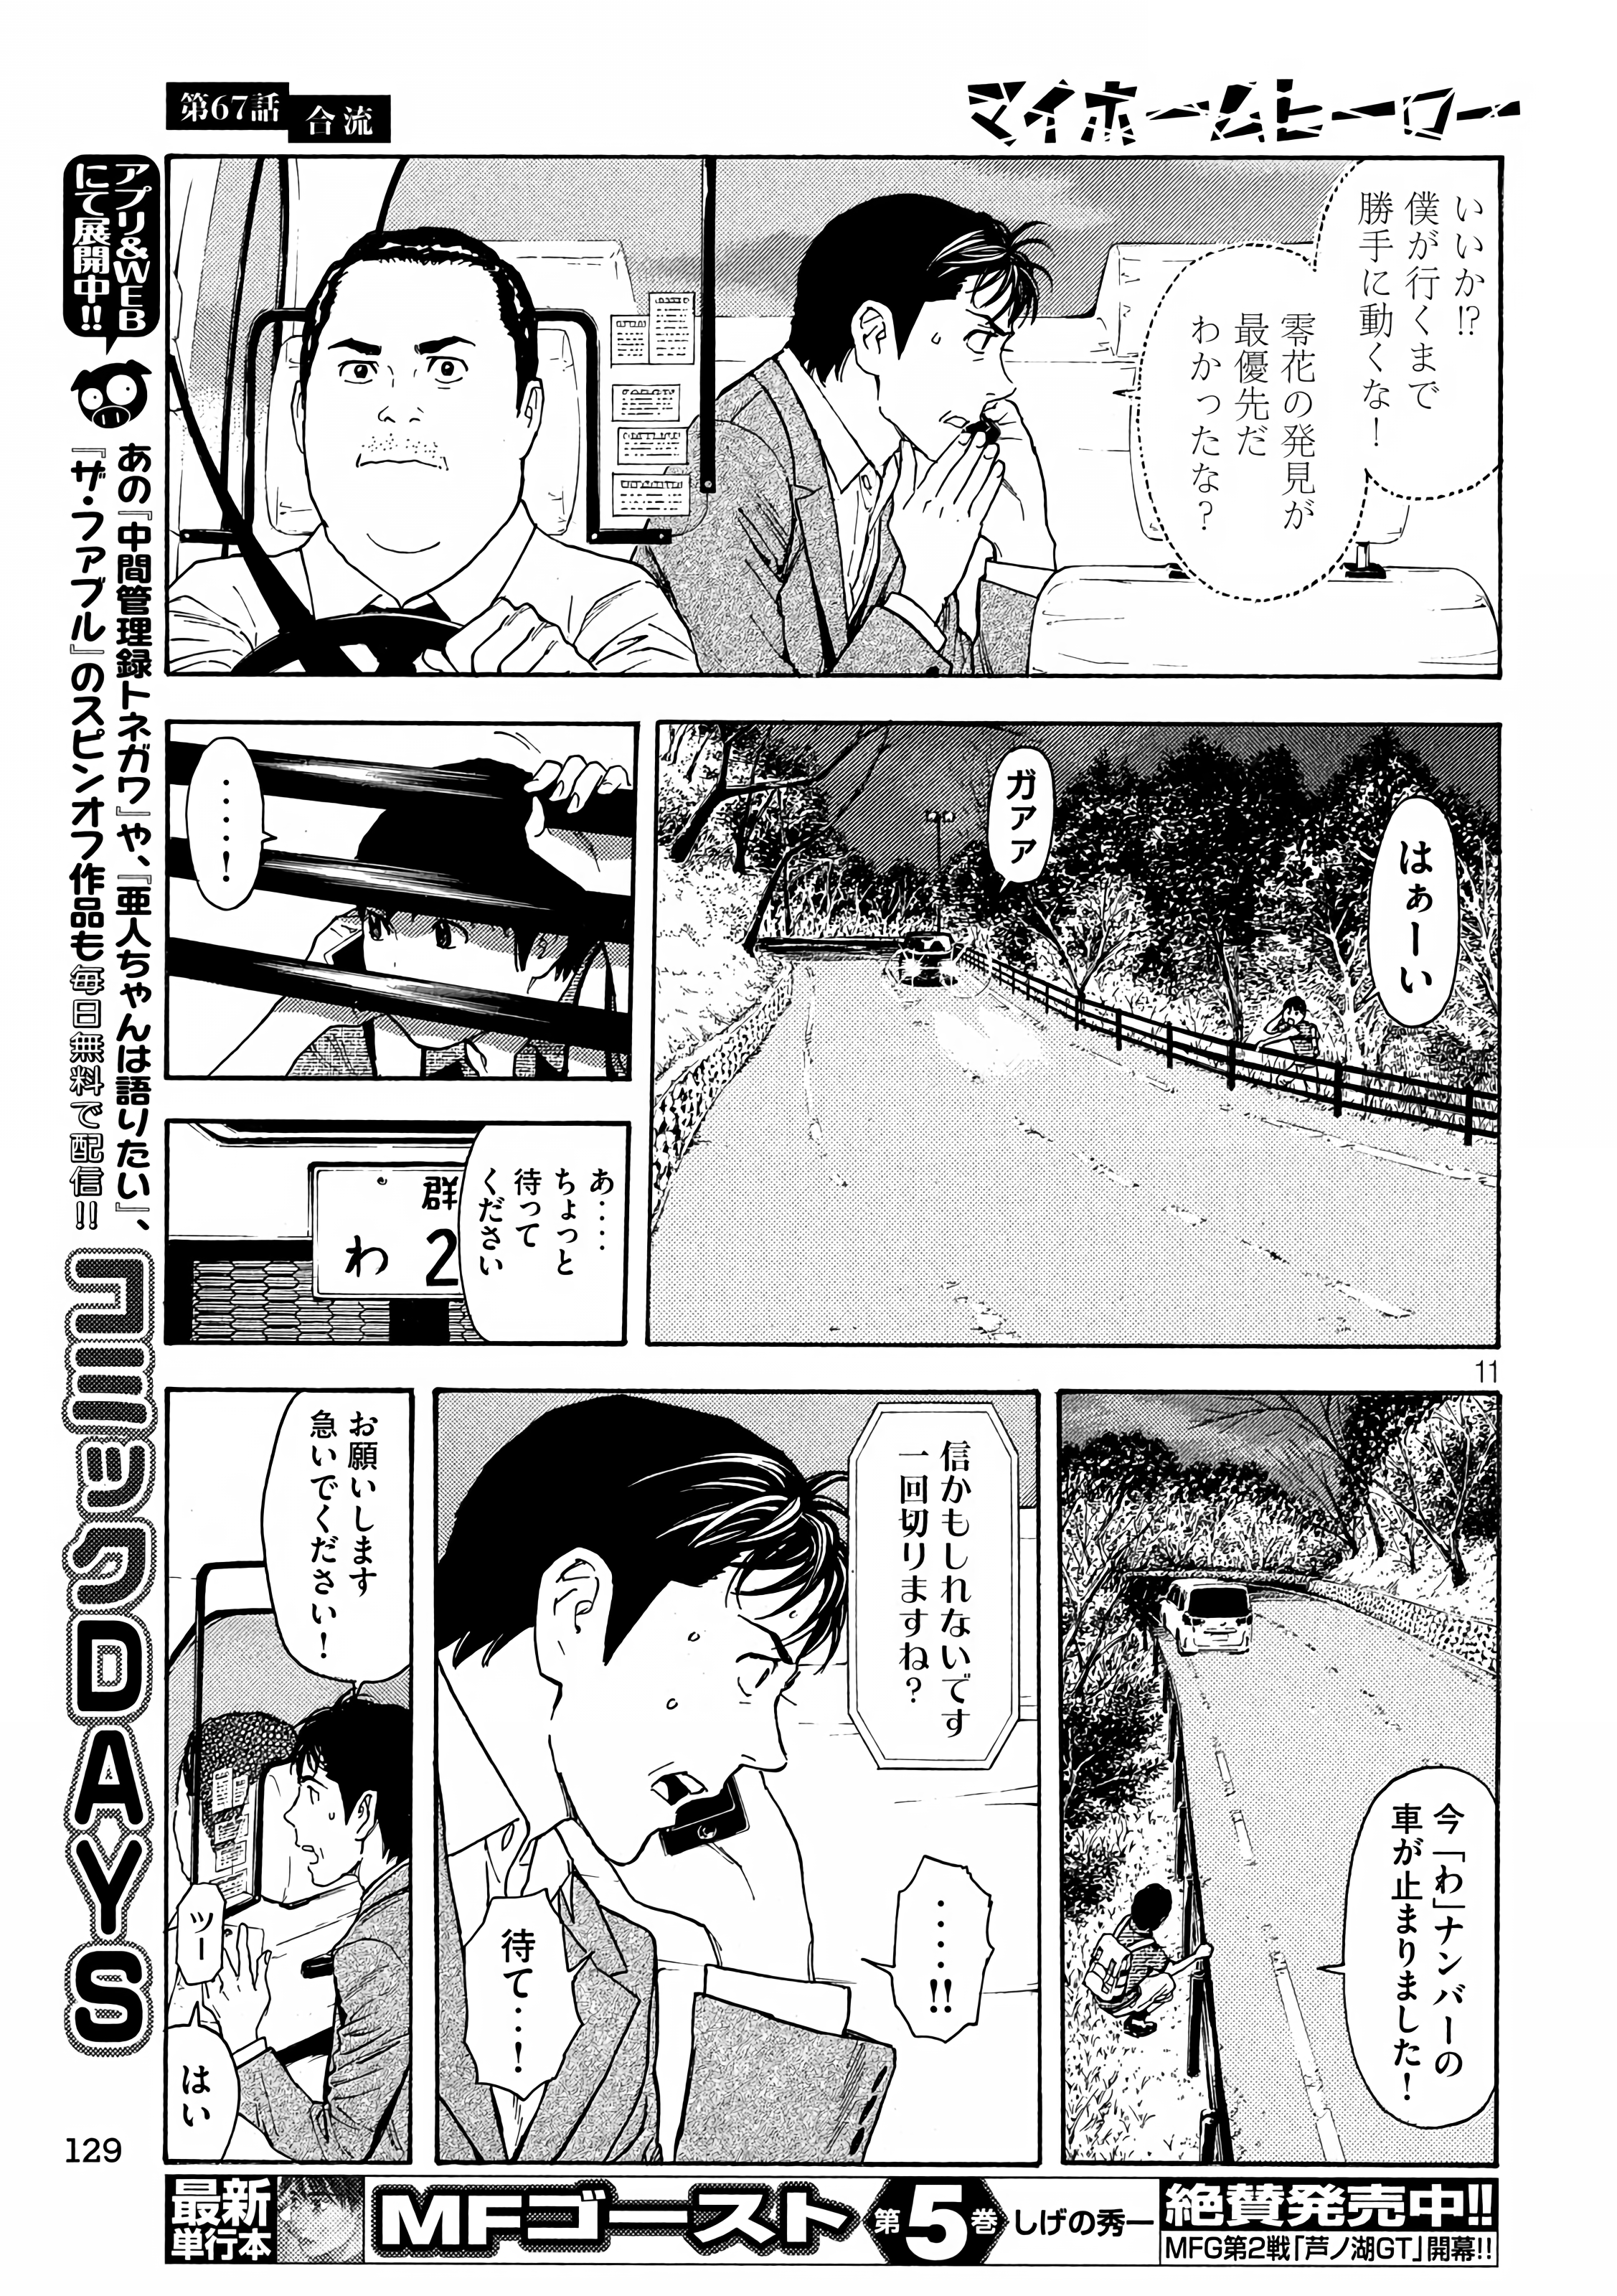 第67話
合流
マイホームヒーロー
いいか!?
僕が行くまで
勝手に動くな！
零花の発見が
最優先だ
わかったな？
はぁーい
ガァァ
‥‥‥！
あ‥‥
ちょっと
待って
ください
群
わ 2
11
今「わ」ナンバーの
車が止まりました！
信かもしれないです
一回切りますね？
‥‥‥!!
待て‥‥！
お願いします
急いでください！
ツー
はい
アプリ&WEB
にて展開中!!
あの『中間管理録トネガワ』や、『亜人ちゃんは語りたい』、
『ザ・ファブル』のスピンオフ作品も毎日無料で配信!!
コミックDAYS
129
最新
単行本
MFゴースト
第5巻
しげの秀一
絶賛発売中!!
MFG第2戦「芦ノ湖GT」開幕!!